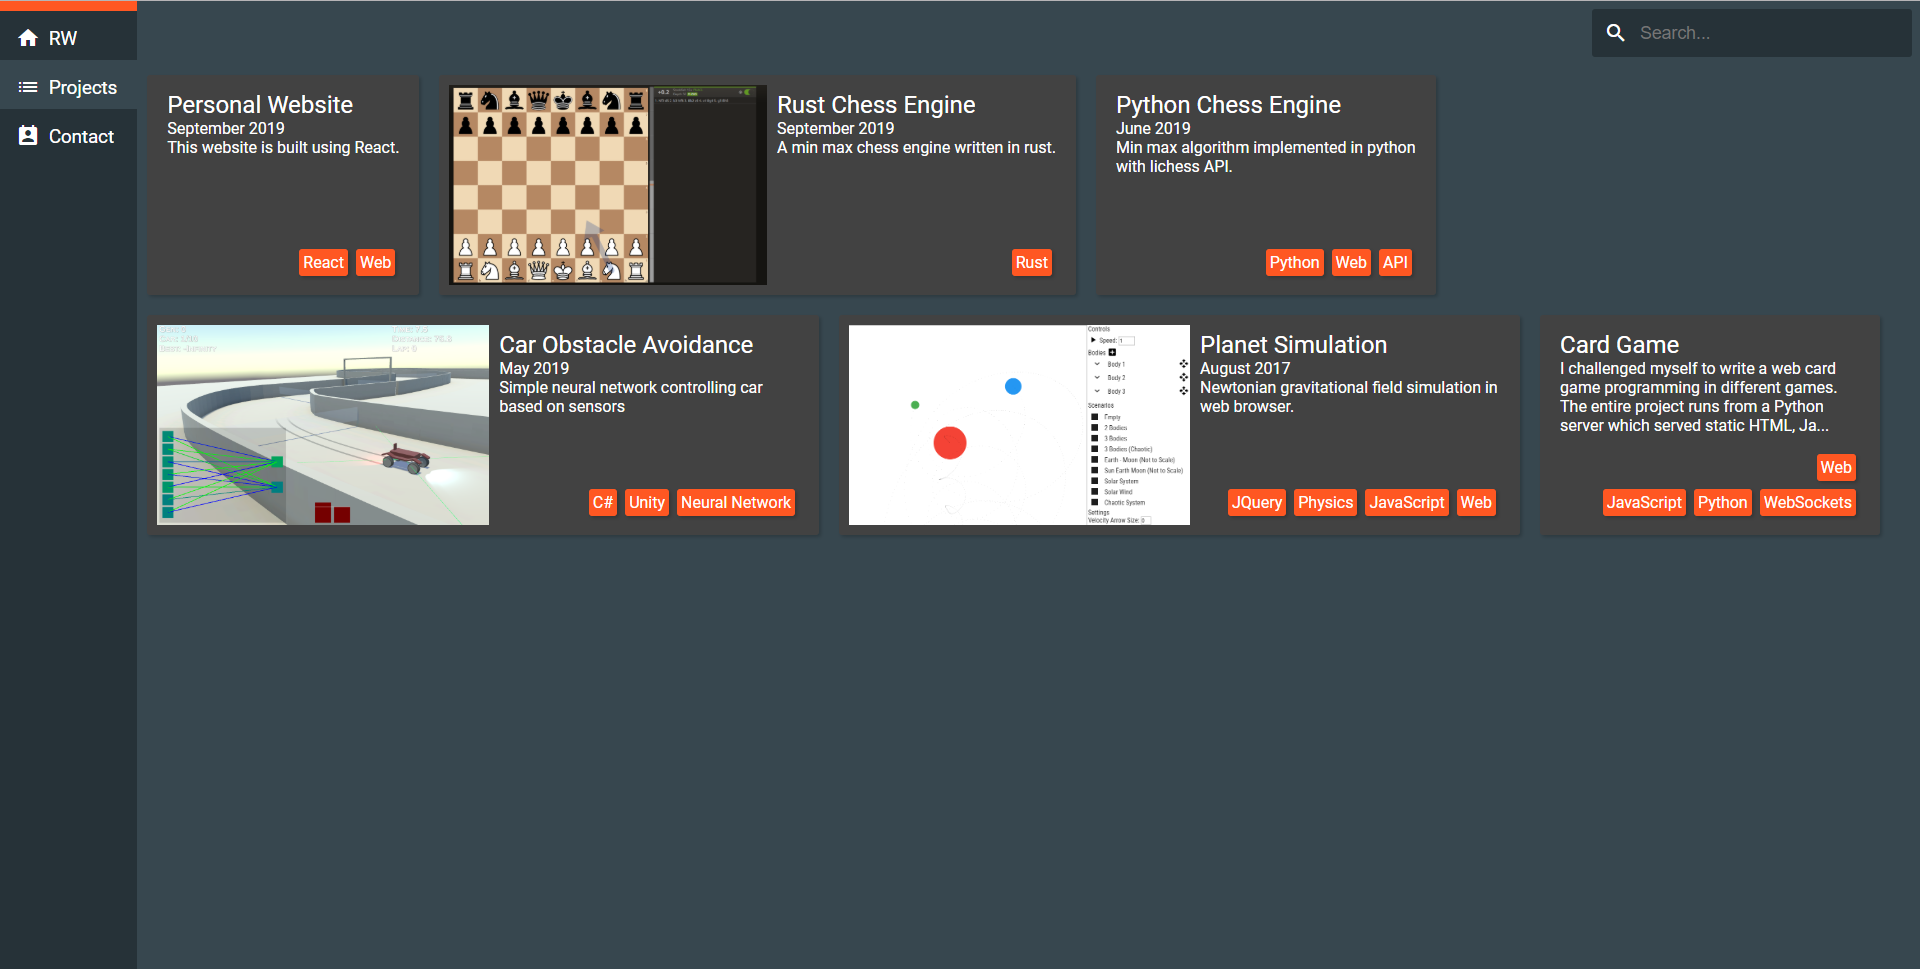 RW
Projects
Contact
Search...
Personal Website
September 2019
This website is built using React.
React Web
+0.2
Rust Chess Engine
September 2019
A min max chess engine written in rust.
Rust
Python Chess Engine
June 2019
Min max algorithm implemented in python
with lichess API.
Python Web API
Car Obstacle Avoidance
May 2019
Simple neural network controlling car
based on sensors
C# Unity Neural Network
Controls
Speed: 1
Bodies
Body 1
Body 2
Body 3
Scenarios
Empty
2 Bodies
3 Bodies
3 Bodies (Chaotic)
Earth - Moon (Not to Scale)
Sun Earth Moon (Not to Scale)
Solar System
Solar Wind
Chaotic System
Settings
Velocity Arrow Size: 0
Planet Simulation
August 2017
Newtonian gravitational field simulation in
web browser.
JQuery Physics JavaScript Web
Card Game
I challenged myself to write a web card
game programming in different games.
The entire project runs from a Python
server which served static HTML, Ja...
Web
JavaScript Python WebSockets